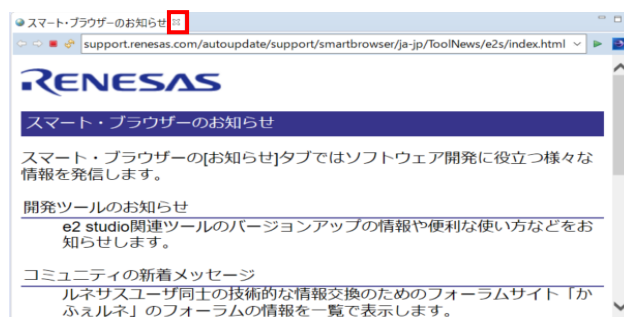 スマート・ブラウザーのお知らせ
support.renesas.com/autoupdate/support/smartbrowser/ja-jp/ToolNews/e2s/index.html
RENESAS
スマート・ブラウザーのお知らせ
スマート・ブラウザーの[お知らせ]タブではソフトウェア開発に役立つ様々な
情報を発信します。
開発ツールのお知らせ
e2 studio関連ツールのバージョンアップの情報や便利な使い方などをお
知らせします。
コミュニティの新着メッセージ
ルネサスユーザ同士の技術的な情報交換のためのフォーラムサイト「か
ふぇルネ」のフォーラムの情報を一覧で表示します。